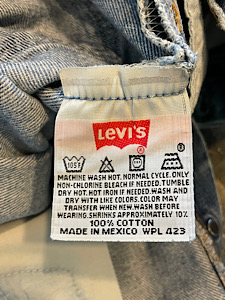 LEVI'S
105F
MACHINE WASH HOT. NORMAL CYCLE. ONLY
NON-CHLORINE BLEACH IF NEEDED. TUMBLE
DRY HOT. HOT IRON IF NEEDED. WASH AND
DRY WITH LIKE COLORS. COLOR MAY
TRANSFER WHEN NEW. WASH BEFORE
WEARING. SHRINKS APPROXIMATELY 10%
100% COTTON
MADE IN MEXICO WPL 423